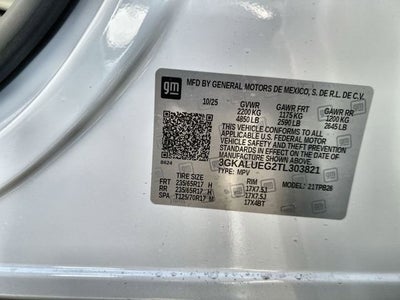 gm
MFD BY GENERAL MOTORS DE MEXICO, S. DE R.L. DE C.V.
10/25 GVWR GAWR FRT GAWR RR
2200 KG 1175 KG 1200 KG
4850 LB 2590 LB 2645 LB
THIS VEHICLE CONFORMS TO ALL
APPLICABLE U.S. FEDERAL MOTOR
VEHICLE SAFETY AND THEFT
PREVENTION STANDARDS IN
EFFECT ON THE DATE OF
MANUFACTURE SHOWN ABOVE.
8424 3GKALUEG2TL303821
TYPE: MPV MODEL: 21TPB26
TIRE SIZE RIM
FRT 235/65R17 H 17X7.5J
RR 235/65R17 H 17X7.5J
SPA T125/70R17 M 17X4BT